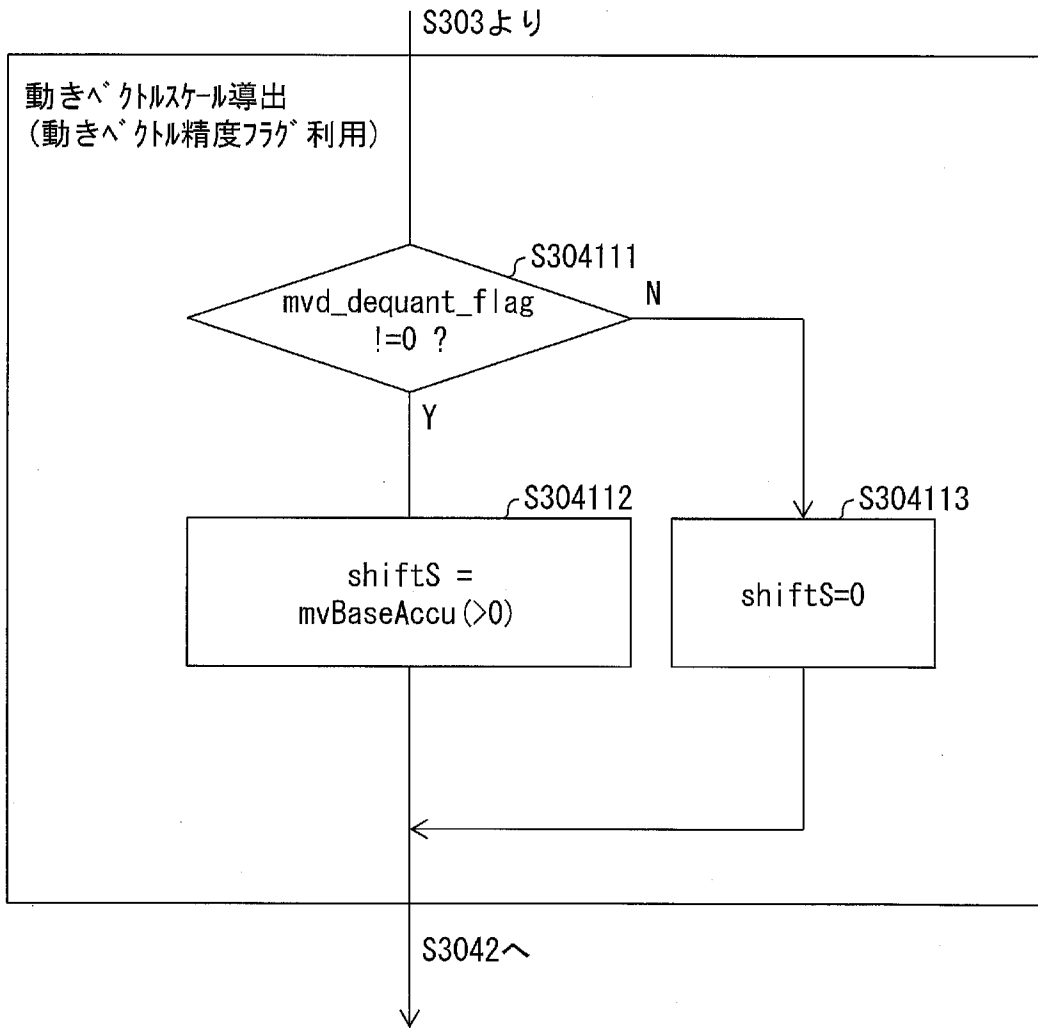 S303より
動きベクトルスケール導出
(動きベクトル精度フラグ利用)
S304111
mvd_dequant_flag
!=0 ?
N
Y
S304112
S304113
shiftS =
mvBaseAccu(>0)
shiftS=0
S3042へ